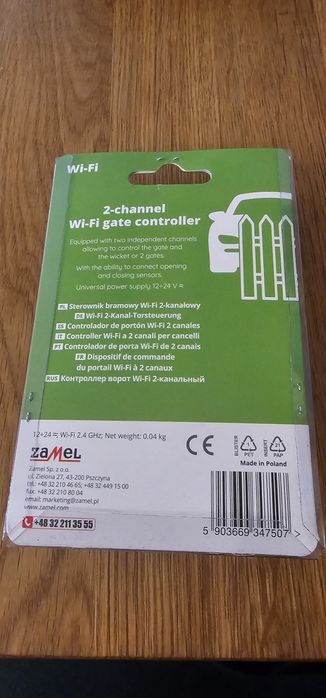 Wi-Fi
2-channel
Wi-Fi gate controller
Equipped with two independent channels
allowing to control the gate and
the wicket or 2 gates.
With the ability to connect opening
and closing sensors.
Universal power supply 12÷24 V ≂
PL Sterownik bramowy Wi-Fi 2-kanałowy
DE Wi-Fi 2-Kanal-Torsteuerung
ES Controlador de portón Wi-Fi 2 canales
IT Controller Wi-Fi a 2 canali per cancelli
PT Controlador de porta Wi-Fi de 2 canais
FR Dispositif de commande
du portail Wi-Fi à 2 canaux
RUS Контроллер ворот Wi-Fi 2-канальный
12÷24 ≂; Wi-Fi 2.4 GHz; Net weight: 0.04 kg
ZAMEL
Zamel Sp. z o.o.
ul. Zielona 27, 43-200 Pszczyna
tel.: +48 32 210 46 65; +48 32 449 15 00
fax: +48 32 210 80 04
email: marketing@zamel.pl
www.zamel.com
+48 32 211 35 55
CE
BLISTER
1
PET
INSERT
21
PAP
Made in Poland
5 903669 347507 >